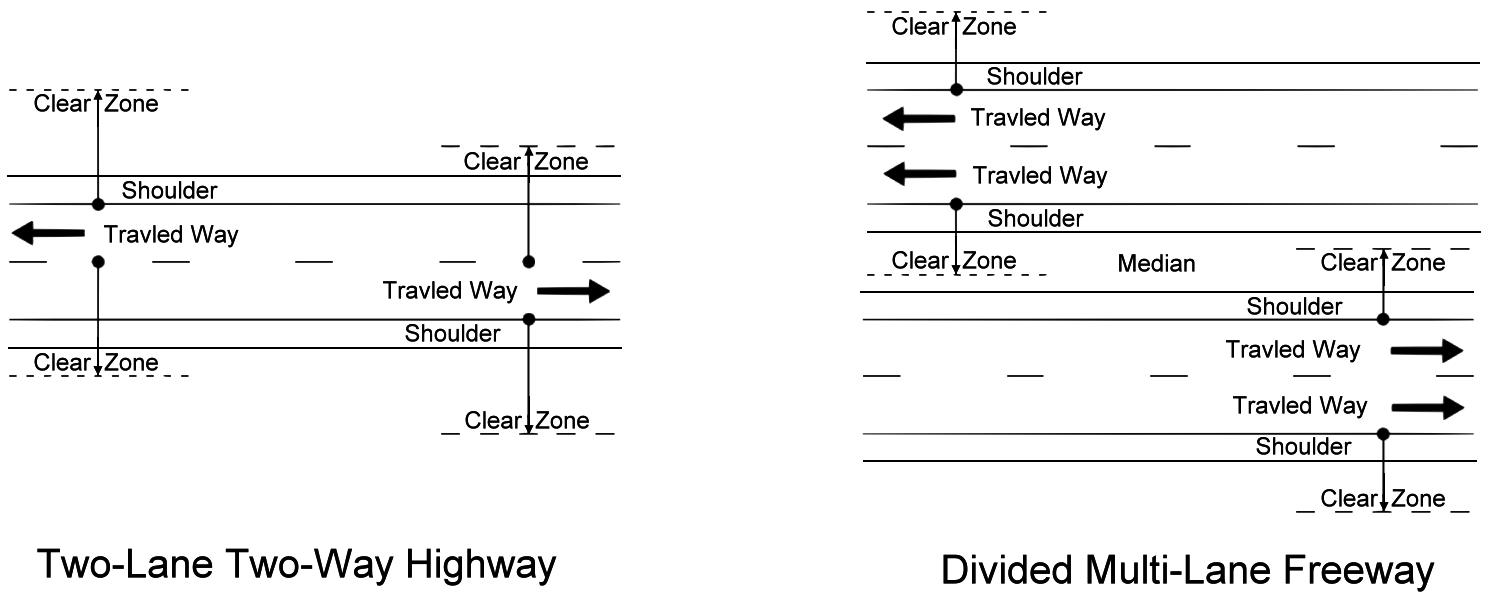 Clear Zone
Clear Zone
Shoulder
Travled Way
Travled Way
Shoulder
Clear Zone
Clear Zone
Two-Lane Two-Way Highway
Clear Zone
Shoulder
Travled Way
Travled Way
Shoulder
Clear Zone
Median
Clear Zone
Shoulder
Travled Way
Travled Way
Shoulder
Clear Zone
Divided Multi-Lane Freeway